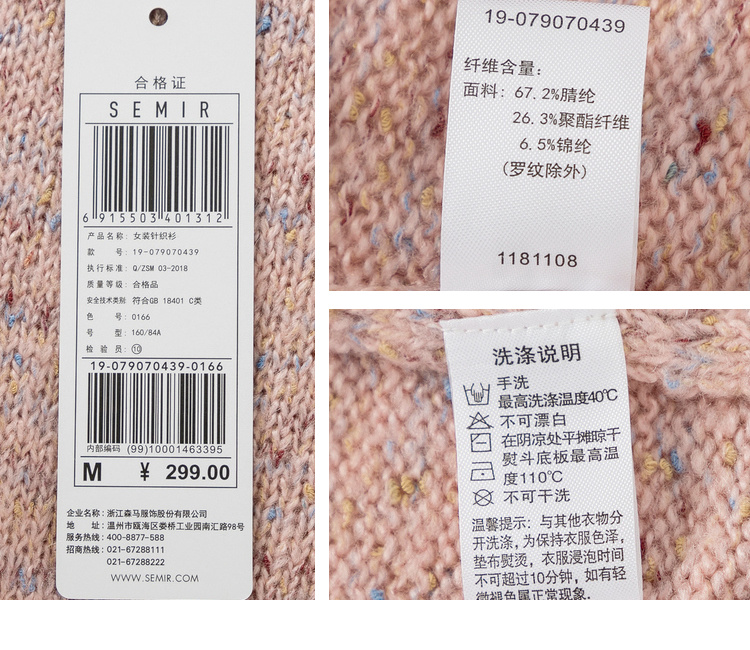 合格证
SEMIR
6 915503 401312
产品名称: 女装针织衫
款号: 19-079070439
执行标准: Q/ZSM 03-2018
质量等级: 合格品
安全技术类别 符合GB 18401 C类
色号: 0166
号型: 160/84A
检验员: ⑩
19-079070439-0166
内部编码 (99)10001463395
M ¥ 299.00
企业名称: 浙江森马服饰股份有限公司
地址: 温州市瓯海区娄桥工业园南汇路98号
服务热线: 400-8877-588
招商热线: 021-67288111
021-67288222
WWW.SEMIR.COM
19-079070439
纤维含量:
面料: 67.2%腈纶
26.3%聚酯纤维
6.5%锦纶
(罗纹除外)
1181108
洗涤说明
手洗
最高洗涤温度40℃
不可漂白
在阴凉处平摊晾干
熨斗底板最高温
度110℃
不可干洗
温馨提示: 与其他衣物分
开洗涤, 为保持衣服色泽,
垫布熨烫, 衣服浸泡时间
不可超过10分钟, 如有轻
微褪色属正常现象.